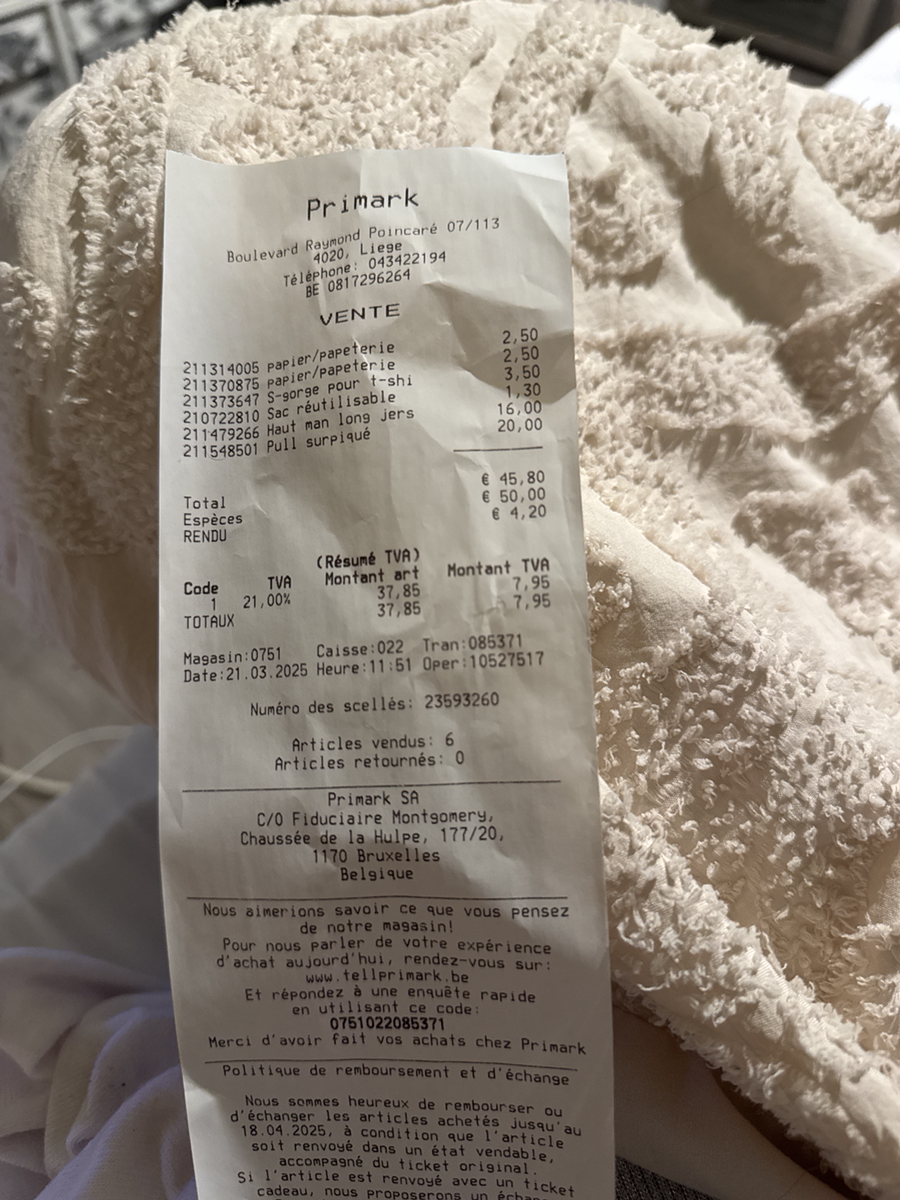 Primark
Boulevard Raymond Poincaré 07/113
4020, Liege
Téléphone: 043422194
BE 0817296264
VENTE
211314005 papier/papeterie 2,50
211370875 papier/papeterie 2,50
211373647 S-gorge pour t-shi 3,50
210722810 Sac réutilisable 1,30
211479266 Haut man long jers 16,00
211548501 Pull surpiqué 20,00
Total € 45,80
Espèces € 50,00
RENDU € 4,20
(Résumé TVA)
Code TVA Montant art Montant TVA
1 21,00% 37,85 7,95
TOTAUX 37,85 7,95
Magasin:0751 Caisse:022 Tran:085371
Date:21.03.2025 Heure:11:51 Oper:10527517
Numéro des scellés: 23593260
Articles vendus: 6
Articles retournés: 0
Primark SA
C/O Fiduciaire Montgomery,
Chaussée de la Hulpe, 177/20,
1170 Bruxelles
Belgique
Nous aimerions savoir ce que vous pensez
de notre magasin!
Pour nous parler de votre expérience
d'achat aujourd'hui, rendez-vous sur:
www.tellprimark.be
Et répondez à une enquête rapide
en utilisant ce code:
0751022085371
Merci d'avoir fait vos achats chez Primark
Politique de remboursement et d'échange
Nous sommes heureux de rembourser ou
d'échanger les articles achetés jusqu'au
18.04.2025, à condition que l'article
soit renvoyé dans un état vendable,
accompagné du ticket original.
Si l'article est renvoyé avec un ticket
cadeau, nous proposerons un